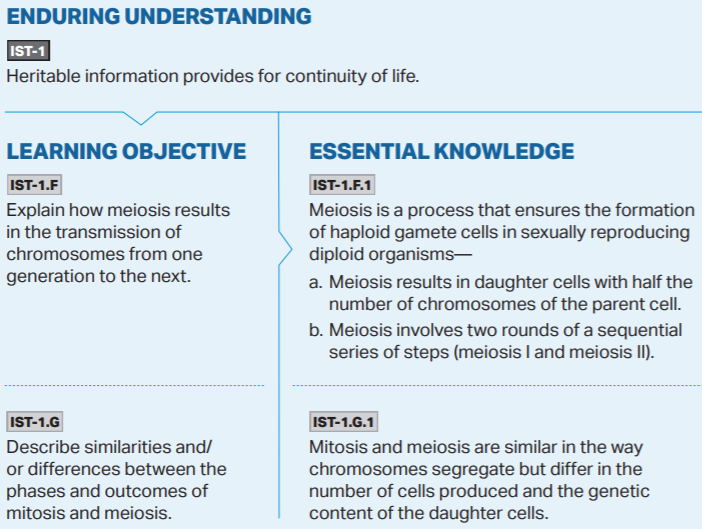 ENDURING UNDERSTANDING
IST-1
Heritable information provides for continuity of life.
LEARNING OBJECTIVE
IST-1.F
Explain how meiosis results
in the transmission of
chromosomes from one
generation to the next.
ESSENTIAL KNOWLEDGE
IST-1.F.1
Meiosis is a process that ensures the formation
of haploid gamete cells in sexually reproducing
diploid organisms—
a. Meiosis results in daughter cells with half the
number of chromosomes of the parent cell.
b. Meiosis involves two rounds of a sequential
series of steps (meiosis I and meiosis II).
IST-1.G
Describe similarities and/
or differences between the
phases and outcomes of
mitosis and meiosis.
IST-1.G.1
Mitosis and meiosis are similar in the way
chromosomes segregate but differ in the
number of cells produced and the genetic
content of the daughter cells.